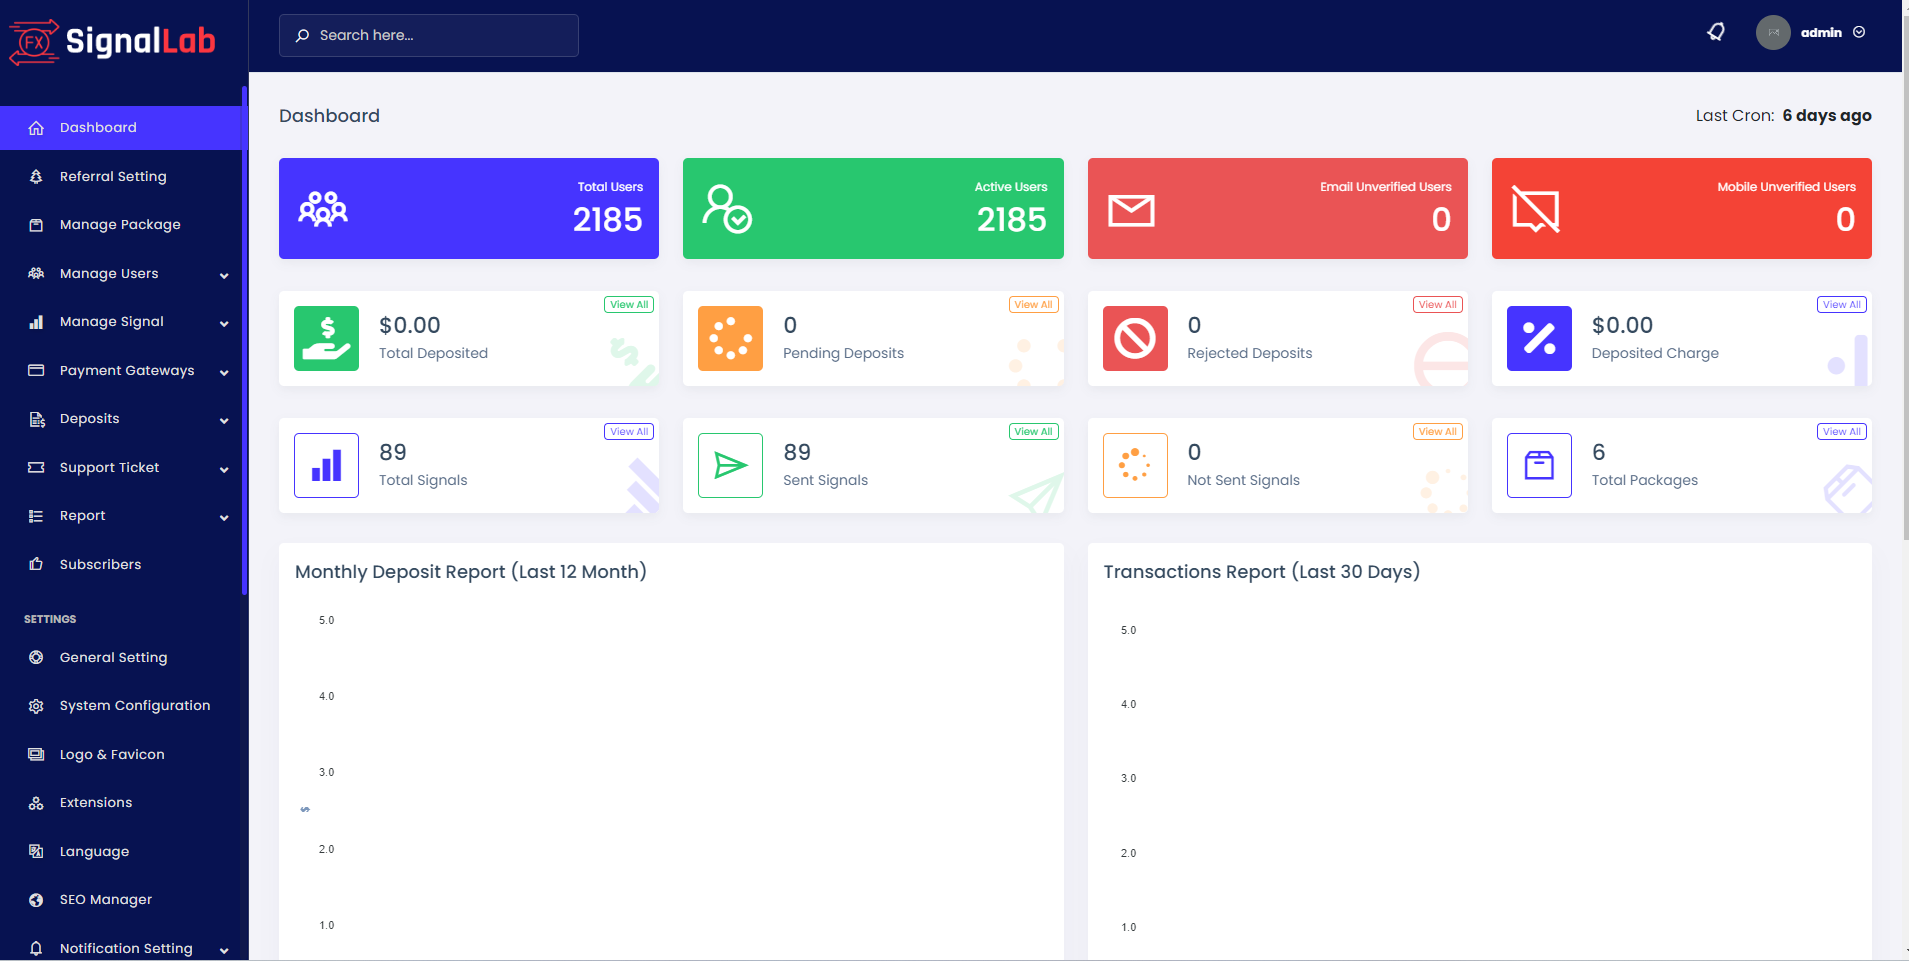 FX SignalLab
Search here...
admin
Dashboard
Referral Setting
Manage Package
Manage Users
Manage Signal
Payment Gateways
Deposits
Support Ticket
Report
Subscribers
SETTINGS
General Setting
System Configuration
Logo & Favicon
Extensions
Language
SEO Manager
Notification Setting
Dashboard
Last Cron: 6 days ago
Total Users
2185
Active Users
2185
Email Unverified Users
0
Mobile Unverified Users
0
View All
$0.00
Total Deposited
View All
0
Pending Deposits
View All
0
Rejected Deposits
View All
$0.00
Deposited Charge
View All
89
Total Signals
View All
89
Sent Signals
View All
0
Not Sent Signals
View All
6
Total Packages
Monthly Deposit Report (Last 12 Month)
5.0
4.0
3.0
$
2.0
1.0
Transactions Report (Last 30 Days)
5.0
4.0
3.0
2.0
1.0